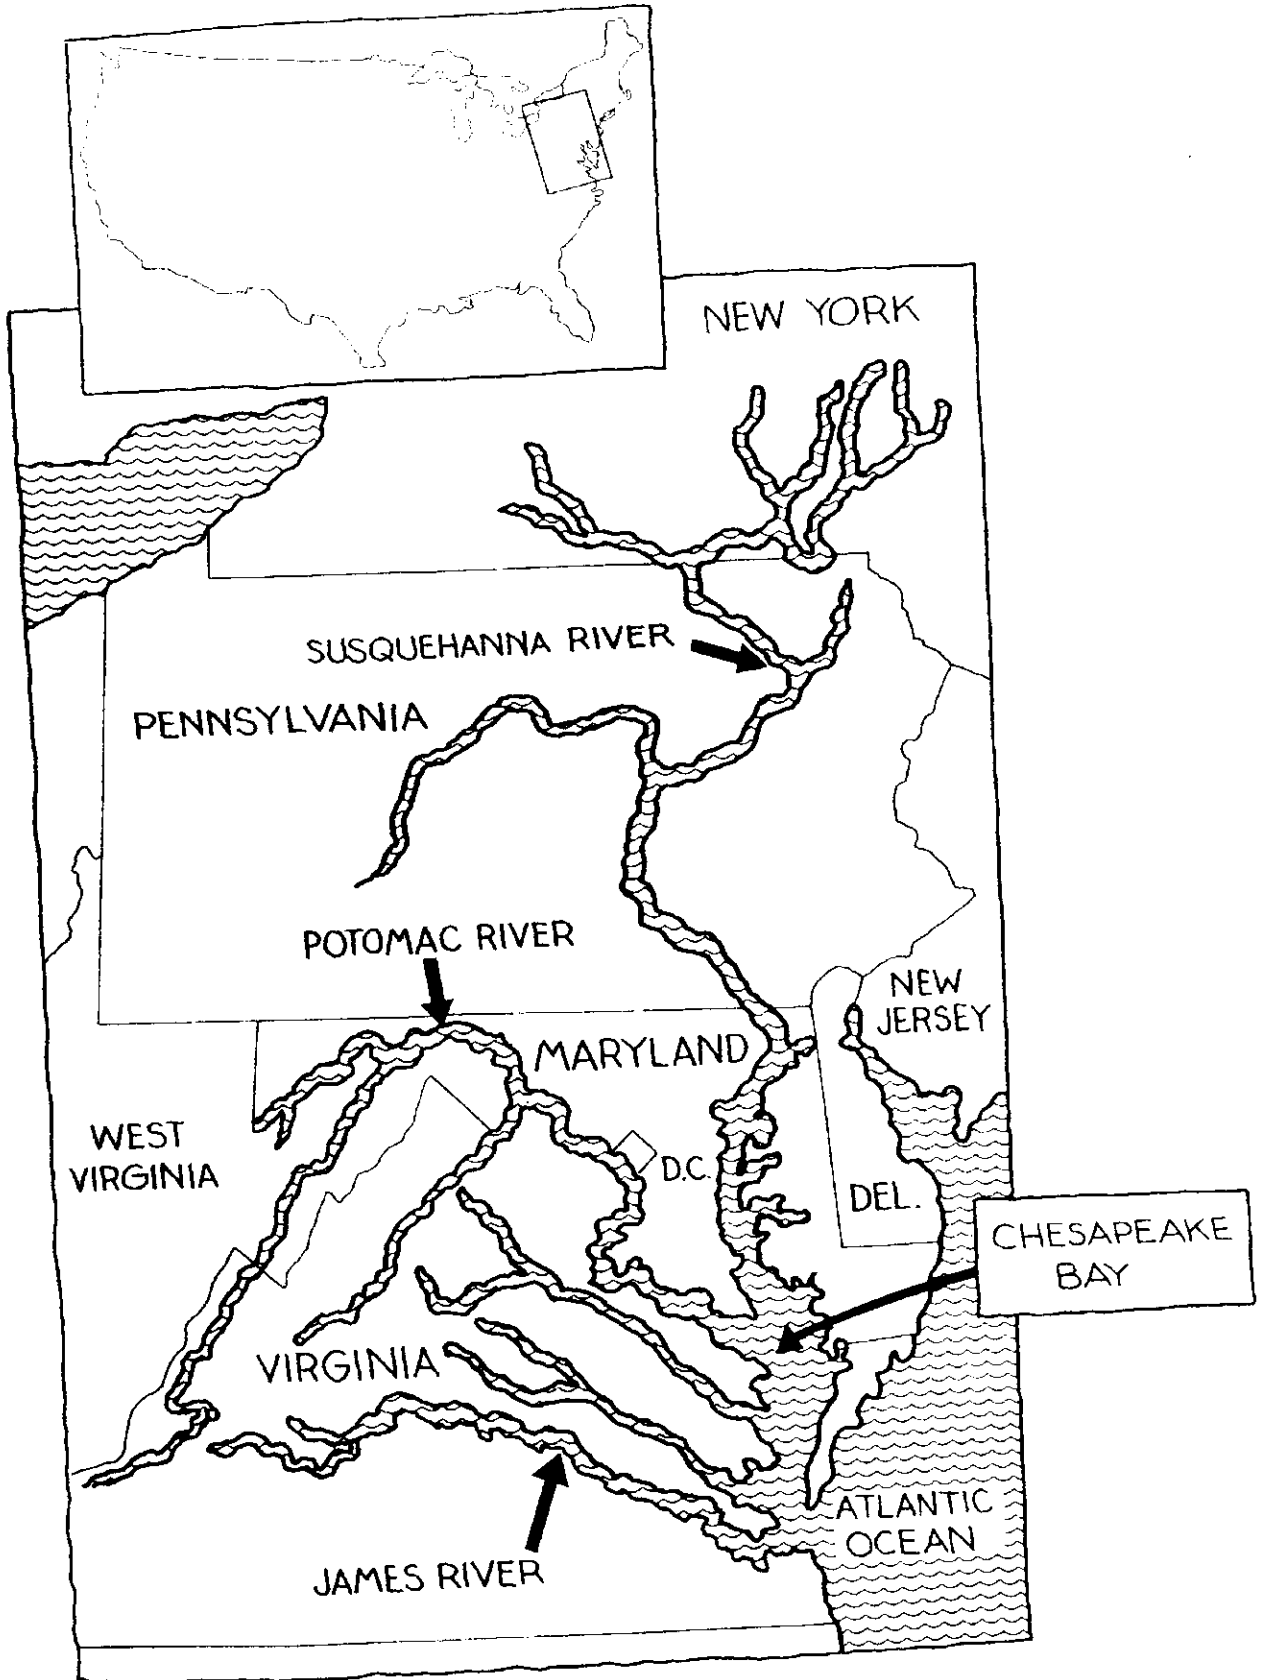 NEW YORK
SUSQUEHANNA RIVER
PENNSYLVANIA
POTOMAC RIVER
NEW
JERSEY
MARYLAND
WEST
VIRGINIA
D.C.
DEL.
CHESAPEAKE
BAY
VIRGINIA
ATLANTIC
OCEAN
JAMES RIVER